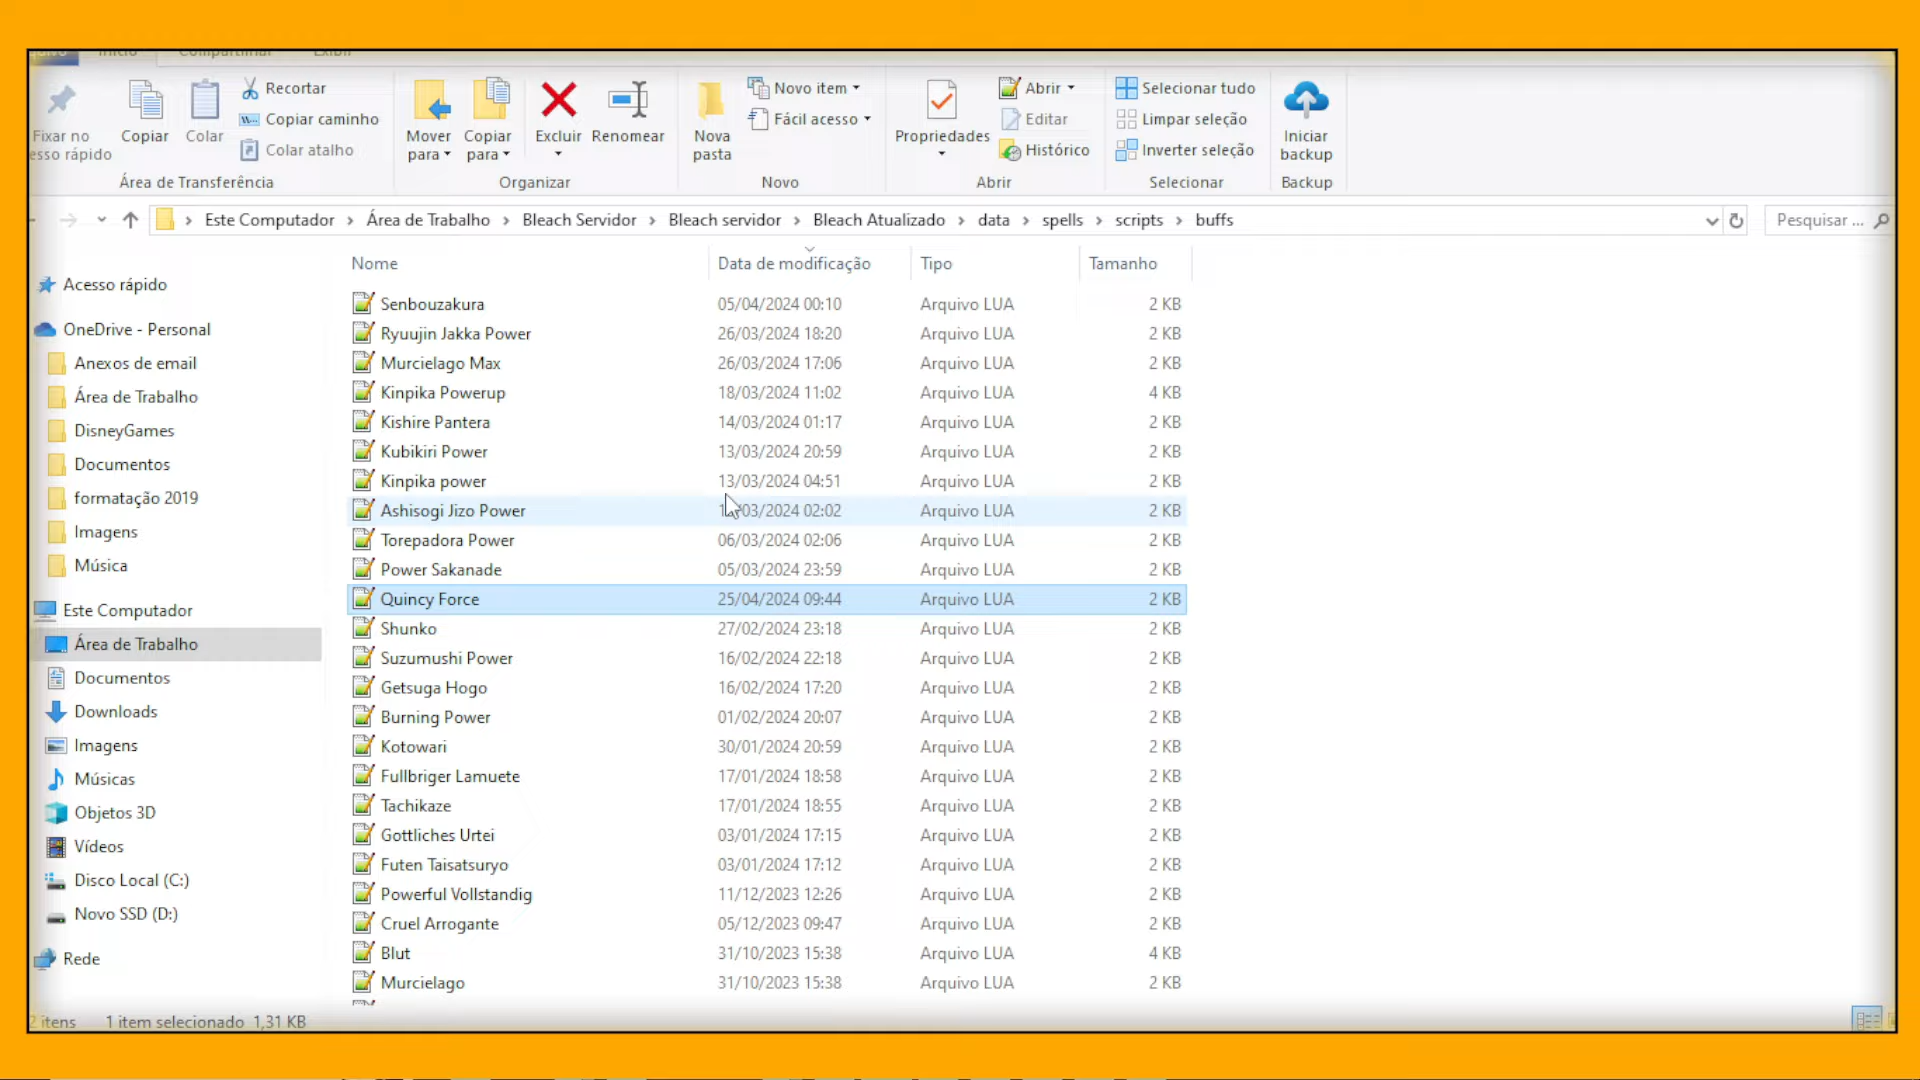 Início Compartilhar Exibir
Fixar no
esso rápido
Copiar
Colar
Recortar
Copiar caminho
Colar atalho
Área de Transferência
Mover
para
Copiar
para
Excluir
Renomear
Organizar
Nova
pasta
Novo item
Fácil acesso
Novo
Propriedades
Abrir
Editar
Histórico
Abrir
Selecionar tudo
Limpar seleção
Inverter seleção
Selecionar
Iniciar
backup
Backup
Este Computador > Área de Trabalho > Bleach Servidor > Bleach servidor > Bleach Atualizado > data > spells > scripts > buffs
Pesquisar ...
Acesso rápido
OneDrive - Personal
Anexos de email
Área de Trabalho
DisneyGames
Documentos
formatação 2019
Imagens
Música
Este Computador
Área de Trabalho
Documentos
Downloads
Imagens
Músicas
Objetos 3D
Vídeos
Disco Local (C:)
Novo SSD (D:)
Rede
Nome Data de modificação Tipo Tamanho
Senbouzakura 05/04/2024 00:10 Arquivo LUA 2 KB
Ryuujin Jakka Power 26/03/2024 18:20 Arquivo LUA 2 KB
Murcielago Max 26/03/2024 17:06 Arquivo LUA 2 KB
Kinpika Powerup 18/03/2024 11:02 Arquivo LUA 4 KB
Kishire Pantera 14/03/2024 01:17 Arquivo LUA 2 KB
Kubikiri Power 13/03/2024 20:59 Arquivo LUA 2 KB
Kinpika power 13/03/2024 04:51 Arquivo LUA 2 KB
Ashisogi Jizo Power 03/2024 02:02 Arquivo LUA 2 KB
Torepadora Power 06/03/2024 02:06 Arquivo LUA 2 KB
Power Sakanade 05/03/2024 23:59 Arquivo LUA 2 KB
Quincy Force 25/04/2024 09:44 Arquivo LUA 2 KB
Shunko 27/02/2024 23:18 Arquivo LUA 2 KB
Suzumushi Power 16/02/2024 22:18 Arquivo LUA 2 KB
Getsuga Hogo 16/02/2024 17:20 Arquivo LUA 2 KB
Burning Power 01/02/2024 20:07 Arquivo LUA 2 KB
Kotowari 30/01/2024 20:59 Arquivo LUA 2 KB
Fullbriger Lamuete 17/01/2024 18:58 Arquivo LUA 2 KB
Tachikaze 17/01/2024 18:55 Arquivo LUA 2 KB
Gottliches Urtei 03/01/2024 17:15 Arquivo LUA 2 KB
Futen Taisatsuryo 03/01/2024 17:12 Arquivo LUA 2 KB
Powerful Vollstandig 11/12/2023 12:26 Arquivo LUA 2 KB
Cruel Arrogante 05/12/2023 09:47 Arquivo LUA 2 KB
Blut 31/10/2023 15:38 Arquivo LUA 4 KB
Murcielago 31/10/2023 15:38 Arquivo LUA 2 KB
2 itens 1 item selecionado 1,31 KB